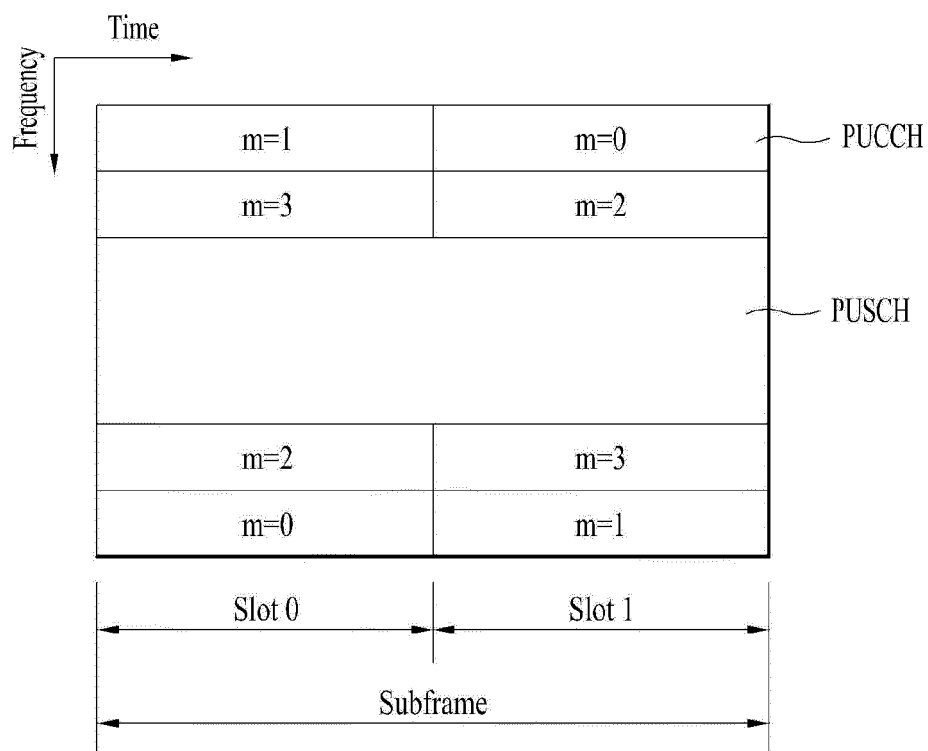 Time
Frequency
m=1 m=0 PUCCH
m=3 m=2
PUSCH
m=2 m=3
m=0 m=1
Slot 0 Slot 1
Subframe